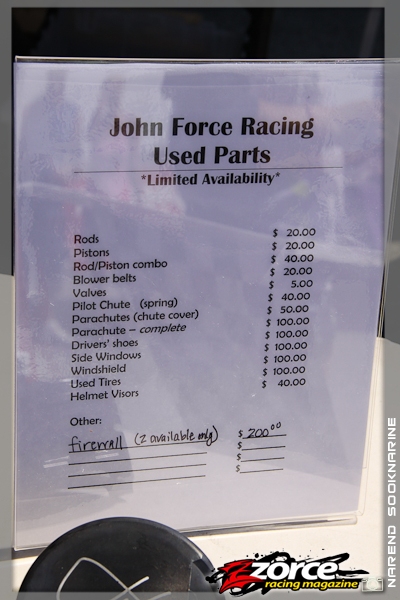 John Force Racing
Used Parts
*Limited Availability*
Rods $ 20.00
Pistons $ 20.00
Rod/Piston combo $ 40.00
Blower belts $ 20.00
Valves $ 5.00
Pilot Chute (spring) $ 40.00
Parachutes (chute cover) $ 50.00
Parachute – complete $ 100.00
Drivers' shoes $ 100.00
Side Windows $ 100.00
Windshield $ 100.00
Used Tires $ 100.00
Helmet Visors $ 40.00
Other:
firewall (2 available only) $ 200.00
$
$
$
NAREND SOOKNARINE
zorce
racing magazine